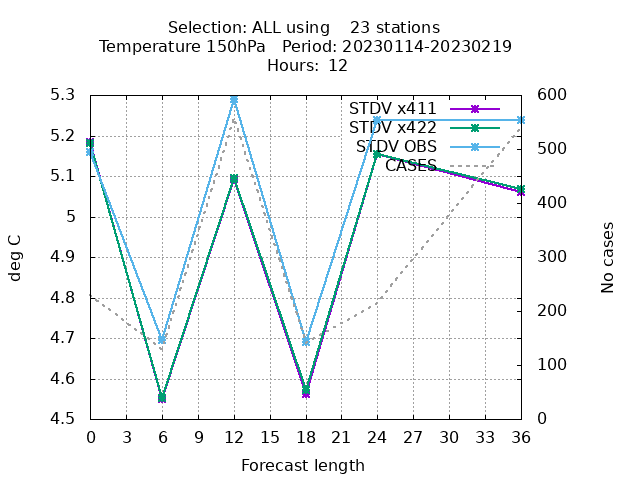 Selection: ALL using    23 stations
Temperature 150hPa   Period: 20230114-20230219
Hours: 12
5.3
5.2
5.1
5
4.9
4.8
4.7
4.6
4.5
600
500
400
300
200
100
0
STDV x411
STDV x422
STDV OBS
CASES
deg C
No cases
0 3 6 9 12 15 18 21 24 27 30 33 36
Forecast length